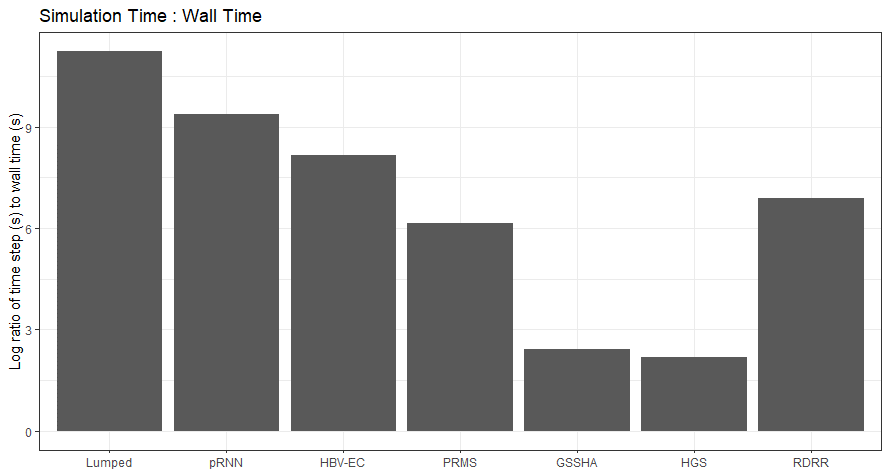 Simulation Time : Wall Time
Log ratio of time step (s) to wall time (s)
9
6
3
0
Lumped pRNN HBV-EC PRMS GSSHA HGS RDRR